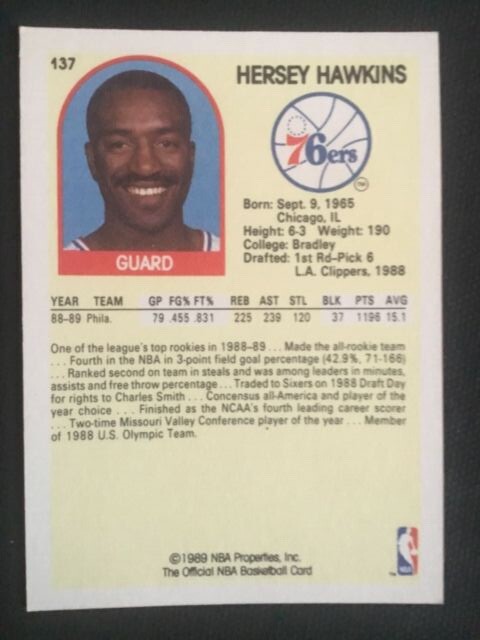 137
HERSEY HAWKINS
76ers
TM
Born: Sept. 9, 1965
Chicago, IL
Height: 6-3 Weight: 190
College: Bradley
Drafted: 1st Rd-Pick 6
L.A. Clippers, 1988
GUARD
YEAR TEAM GP FG% FT% REB AST STL BLK PTS AVG
88-89 Phila. 79 .455 .831 225 239 120 37 1196 15.1
One of the league's top rookies in 1988-89 . . . Made the all-rookie team
. . . Fourth in the NBA in 3-point field goal percentage (42.9%, 71-166)
. . . Ranked second on team in steals and was among leaders in minutes,
assists and free throw percentage . . . Traded to Sixers on 1988 Draft Day
for rights to Charles Smith . . . Concensus all-America and player of the
year choice . . . Finished as the NCAA's fourth leading career scorer
. . . Two-time Missouri Valley Conference player of the year . . . Member
of 1988 U.S. Olympic Team.
©1989 NBA Properties, Inc.
The Official NBA Basketball Card
NBA